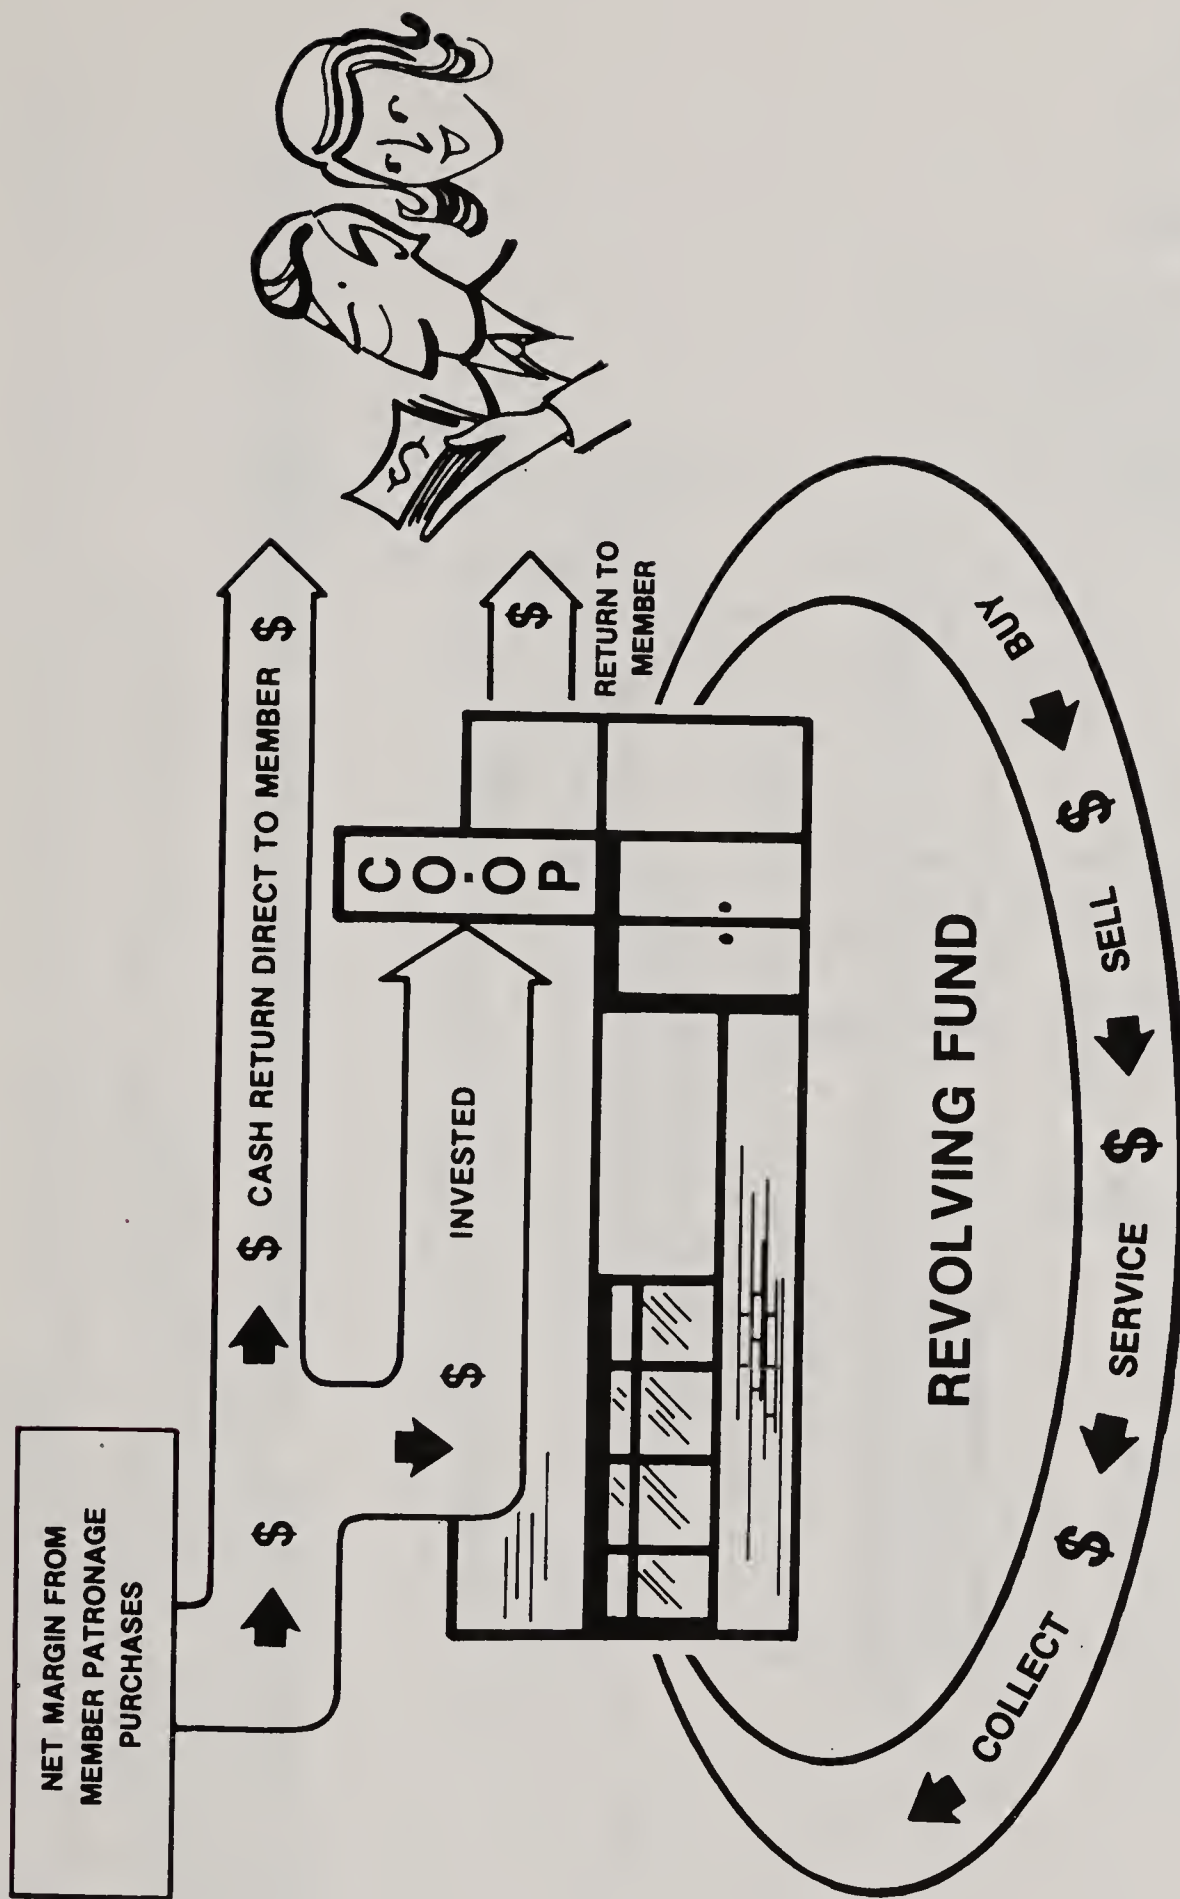 NET MARGIN FROM
MEMBER PATRONAGE
PURCHASES
$
$ CASH RETURN DIRECT TO MEMBER $
$
INVESTED
CO-OP
$
RETURN TO
MEMBER
$
REVOLVING FUND
BUY
$
SELL
$
SERVICE
$
COLLECT